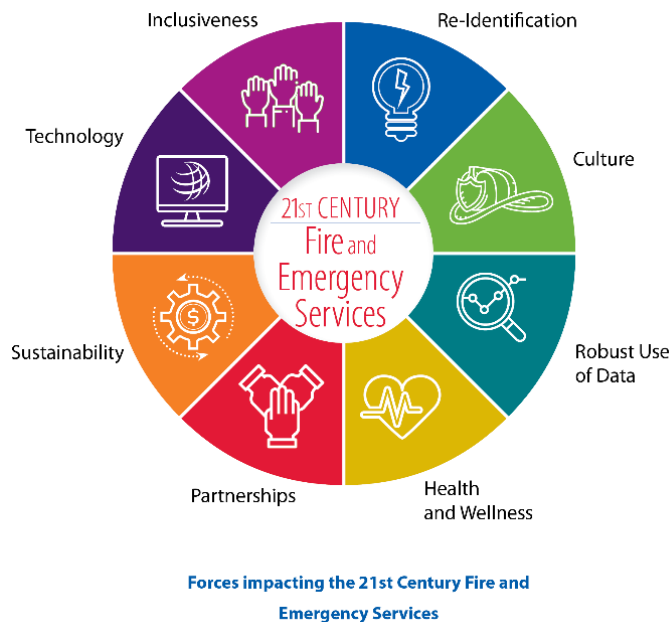 Inclusiveness
Re-Identification
Technology
Culture
21ST CENTURY
Fire and
Emergency
Services
$
Sustainability
Robust Use
of Data
Partnerships
Health
and Wellness
Forces impacting the 21st Century Fire and
Emergency Services